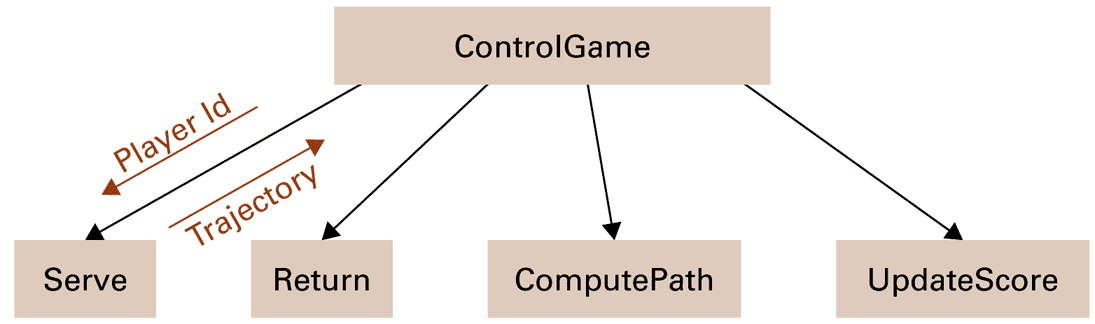 ControlGame
Player Id
Trajectory
Serve
Return
ComputePath
UpdateScore